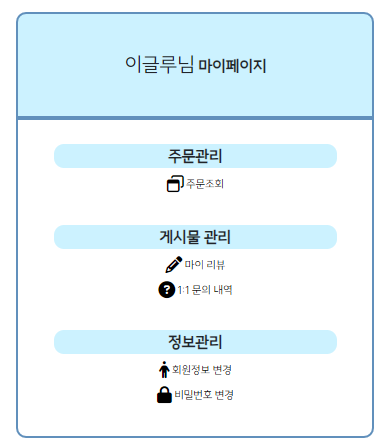 이글루님 마이페이지
주문관리
주문조회
게시물 관리
마이 리뷰
1:1 문의 내역
정보관리
회원정보 변경
비밀번호 변경